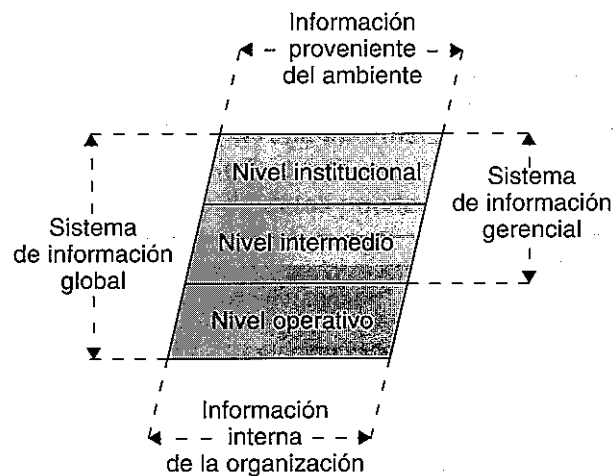 Información
proveniente
del ambiente
Nivel institucional
Sistema
de información
gerencial
Sistema
de información
global
Nivel intermedio
Nivel operativo
Información
interna
de la organización